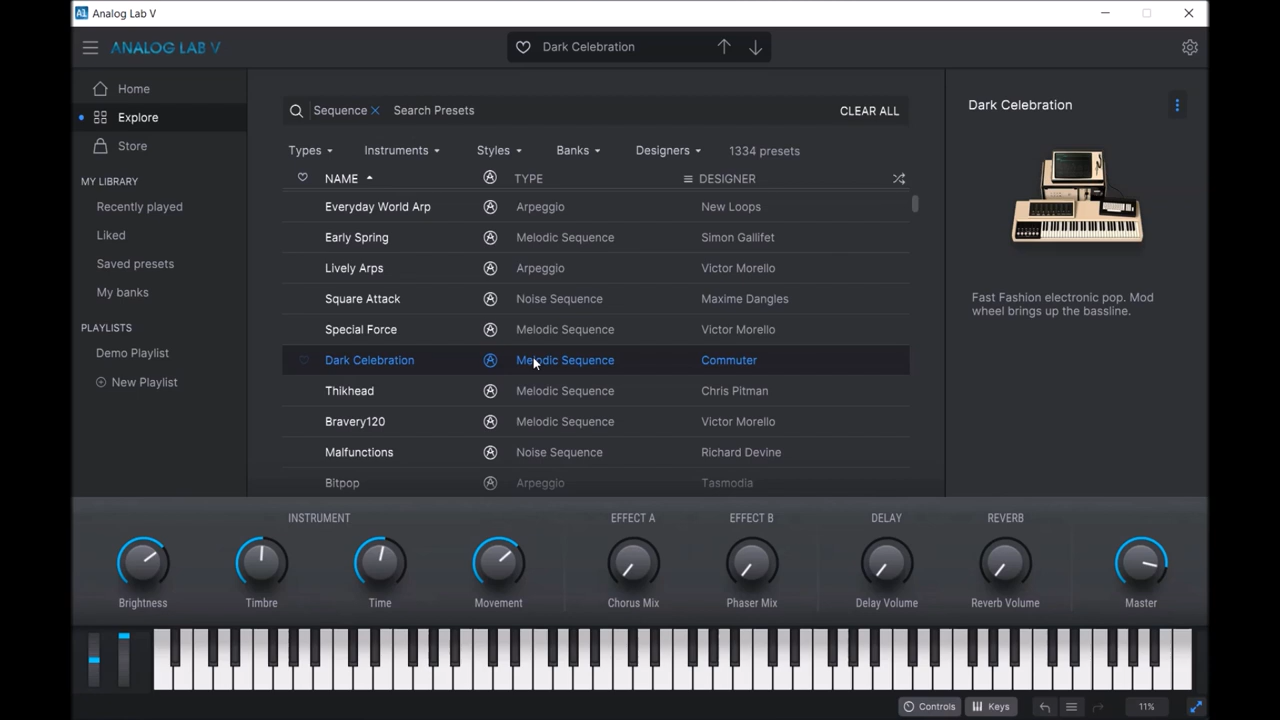 Analog Lab V
ANALOG LAB V
Dark Celebration
Home
Explore
Store
MY LIBRARY
Recently played
Liked
Saved presets
My banks
PLAYLISTS
Demo Playlist
New Playlist
Sequence Search Presets CLEAR ALL
Types Instruments Styles Banks Designers 1334 presets
NAME TYPE DESIGNER
Everyday World Arp Arpeggio New Loops
Early Spring Melodic Sequence Simon Gallifet
Lively Arps Arpeggio Victor Morello
Square Attack Noise Sequence Maxime Dangles
Special Force Melodic Sequence Victor Morello
Dark Celebration Melodic Sequence Commuter
Thikhead Melodic Sequence Chris Pitman
Bravery120 Melodic Sequence Victor Morello
Malfunctions Noise Sequence Richard Devine
Bitpop Arpeggio Tasmodia
Dark Celebration
Fast Fashion electronic pop. Mod
wheel brings up the bassline.
INSTRUMENT EFFECT A EFFECT B DELAY REVERB
Brightness Timbre Time Movement Chorus Mix Phaser Mix Delay Volume Reverb Volume Master
Controls Keys 11%